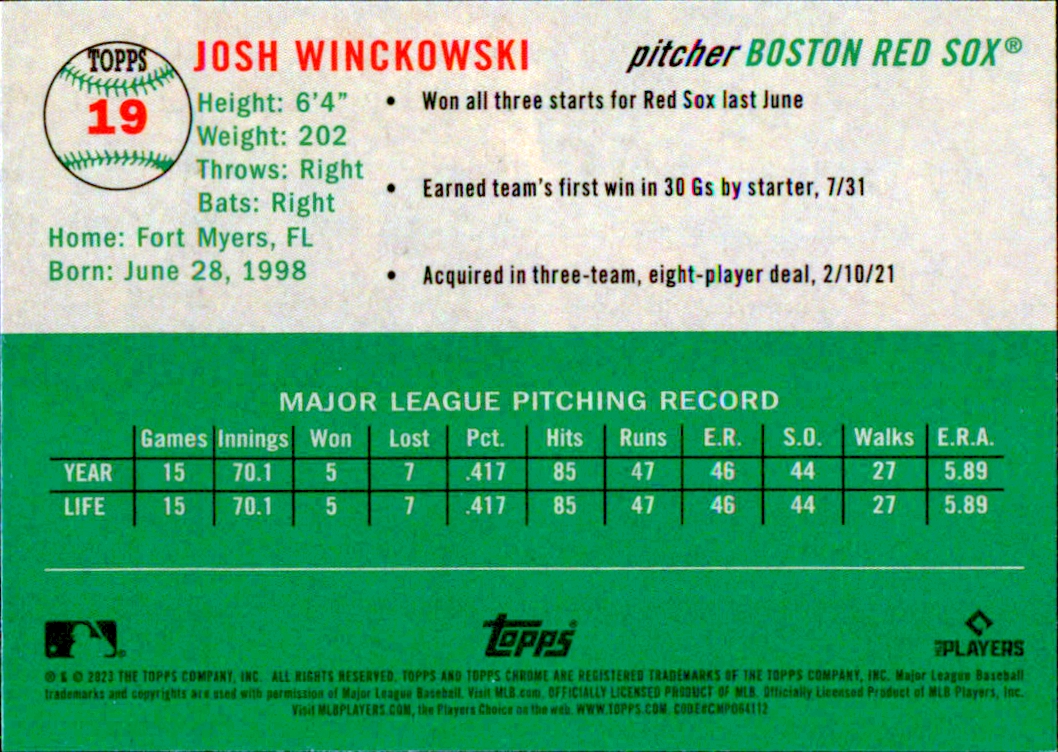 TOPPS
19
JOSH WINCKOWSKI
pitcher BOSTON RED SOX®
Height: 6'4"
Weight: 202
Throws: Right
Bats: Right
Home: Fort Myers, FL
Born: June 28, 1998
• Won all three starts for Red Sox last June
• Earned team's first win in 30 Gs by starter, 7/31
• Acquired in three-team, eight-player deal, 2/10/21
MAJOR LEAGUE PITCHING RECORD
Games Innings Won Lost Pct. Hits Runs E.R. S.O. Walks E.R.A.
YEAR 15 70.1 5 7 .417 85 47 46 44 27 5.89
LIFE 15 70.1 5 7 .417 85 47 46 44 27 5.89
topps®
MLB PLAYERS
® & © 2023 THE TOPPS COMPANY, INC. ALL RIGHTS RESERVED. TOPPS AND TOPPS CHROME ARE REGISTERED TRADEMARKS OF THE TOPPS COMPANY, INC. Major League Baseball
trademarks and copyrights are used with permission of Major League Baseball. Visit MLB.com. OFFICIALLY LICENSED PRODUCT OF MLB. Officially Licensed Product of MLB Players, Inc.
Visit MLBPLAYERS.COM, the Players Choice on the web. WWW.TOPPS.COM. CODE#CMP064112